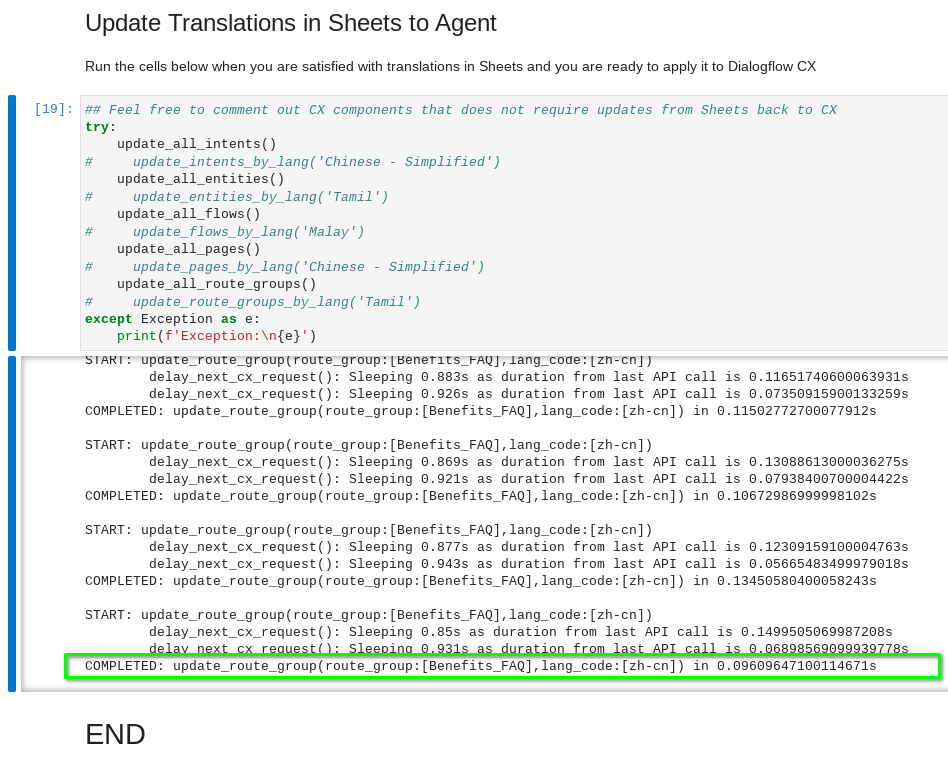 Update Translations in Sheets to Agent
Run the cells below when you are satisfied with translations in Sheets and you are ready to apply it to Dialogflow CX
[19]: ## Feel free to comment out CX components that does not require updates from Sheets back to CX
try:
    update_all_intents()
#     update_intents_by_lang('Chinese - Simplified')
    update_all_entities()
#     update_entities_by_lang('Tamil')
    update_all_flows()
#     update_flows_by_lang('Malay')
    update_all_pages()
#     update_pages_by_lang('Chinese - Simplified')
    update_all_route_groups()
#     update_route_groups_by_lang('Tamil')
except Exception as e:
    print(f'Exception:\n{e}')
START: update_route_group(route_group:[Benefits_FAQ],lang_code:[zh-cn])
        delay_next_cx_request(): Sleeping 0.883s as duration from last API call is 0.11651740600063931s
        delay_next_cx_request(): Sleeping 0.926s as duration from last API call is 0.07350915900133259s
COMPLETED: update_route_group(route_group:[Benefits_FAQ],lang_code:[zh-cn]) in 0.11502772700077912s
START: update_route_group(route_group:[Benefits_FAQ],lang_code:[zh-cn])
        delay_next_cx_request(): Sleeping 0.869s as duration from last API call is 0.13088613000036275s
        delay_next_cx_request(): Sleeping 0.921s as duration from last API call is 0.07938400700004422s
COMPLETED: update_route_group(route_group:[Benefits_FAQ],lang_code:[zh-cn]) in 0.10672986999998102s
START: update_route_group(route_group:[Benefits_FAQ],lang_code:[zh-cn])
        delay_next_cx_request(): Sleeping 0.877s as duration from last API call is 0.12309159100004763s
        delay_next_cx_request(): Sleeping 0.943s as duration from last API call is 0.05665483499979018s
COMPLETED: update_route_group(route_group:[Benefits_FAQ],lang_code:[zh-cn]) in 0.13450580400058243s
START: update_route_group(route_group:[Benefits_FAQ],lang_code:[zh-cn])
        delay_next_cx_request(): Sleeping 0.85s as duration from last API call is 0.1499505069987208s
        delay_next_cx_request(): Sleeping 0.931s as duration from last API call is 0.06898569099939778s
COMPLETED: update_route_group(route_group:[Benefits_FAQ],lang_code:[zh-cn]) in 0.09609647100114671s
END